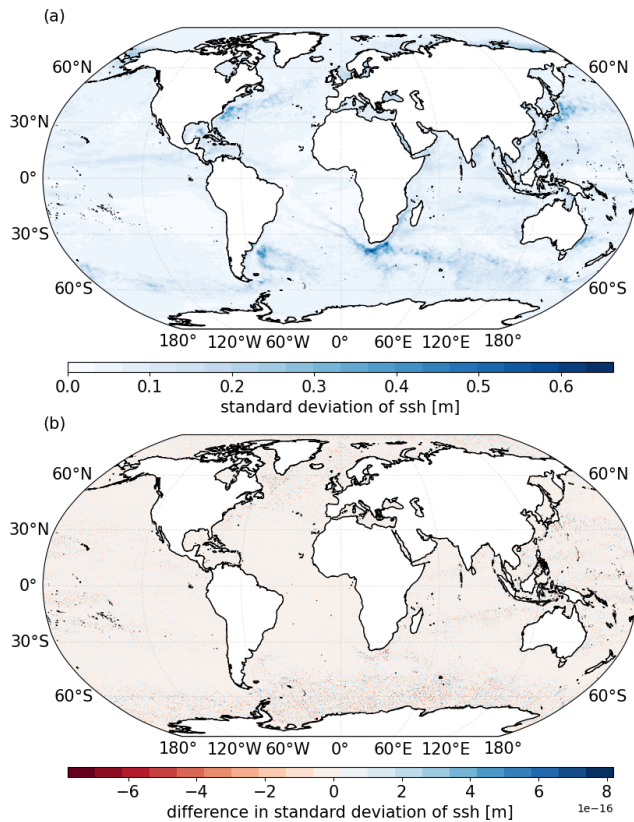 (a)
60°N 60°N
30°N 30°N
0° 0°
30°S 30°S
60°S 60°S
180° 120°W 60°W 0° 60°E 120°E 180°
0.0 0.1 0.2 0.3 0.4 0.5 0.6
standard deviation of ssh [m]
(b)
60°N 60°N
30°N 30°N
0° 0°
30°S 30°S
60°S 60°S
180° 120°W 60°W 0° 60°E 120°E 180°
−6 −4 −2 0 2 4 6 8
difference in standard deviation of ssh [m] 1e−16